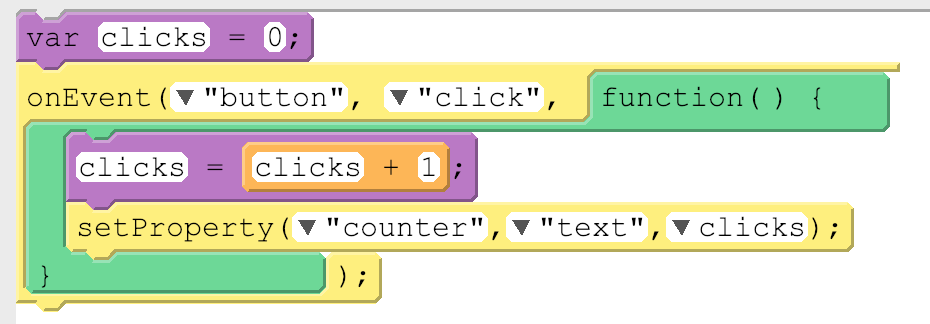 var clicks = 0;
onEvent(▼"button", ▼"click", function() {
clicks = clicks + 1;
setProperty(▼"counter",▼"text",▼clicks);
} );